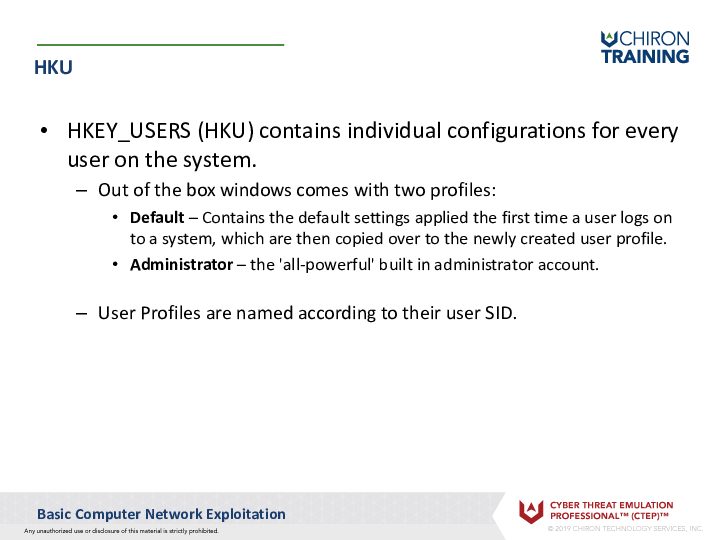 CHIRON
TRAINING
HKU
• HKEY_USERS (HKU) contains individual configurations for every
user on the system.
– Out of the box windows comes with two profiles:
• Default – Contains the default settings applied the first time a user logs on
to a system, which are then copied over to the newly created user profile.
• Administrator – the 'all-powerful' built in administrator account.
– User Profiles are named according to their user SID.
Basic Computer Network Exploitation
Any unauthorized use or disclosure of this material is strictly prohibited.
CYBER THREAT EMULATION
PROFESSIONAL™ (CTEP)™
© 2019 CHIRON TECHNOLOGY SERVICES, INC.